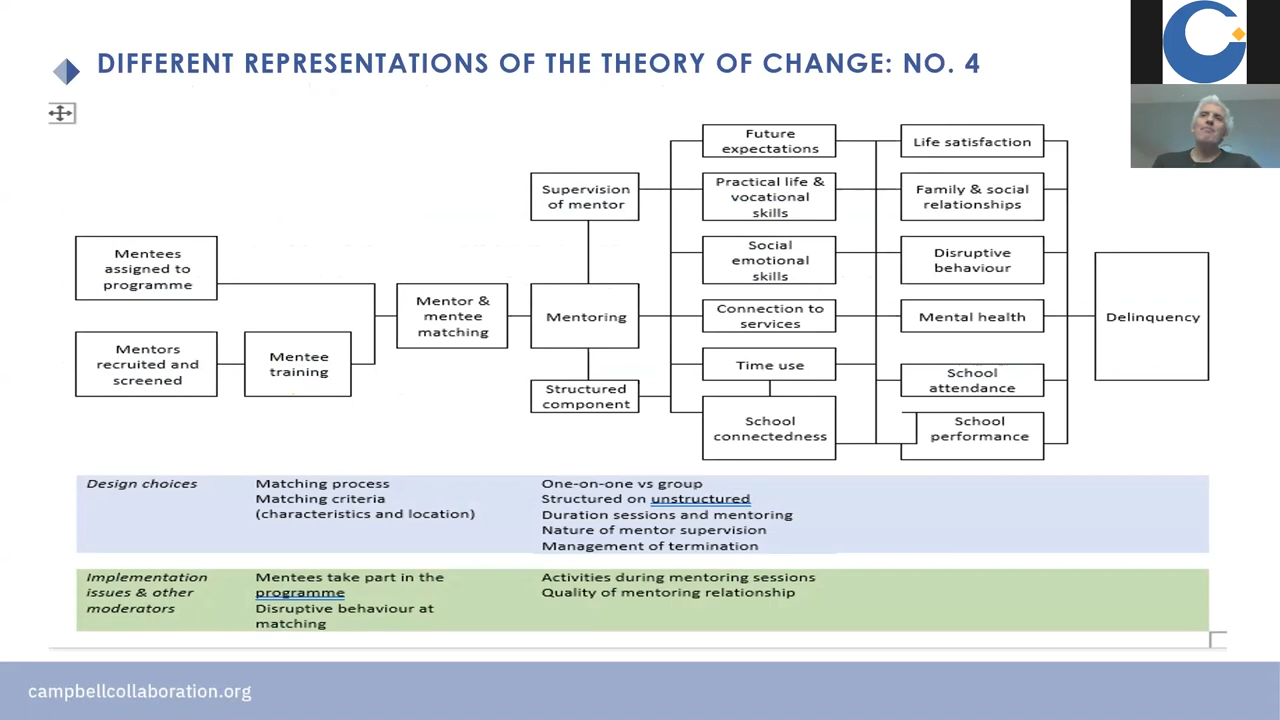 DIFFERENT REPRESENTATIONS OF THE THEORY OF CHANGE: NO. 4
Mentees
assigned to
programme
Mentors
recruited and
screened
Mentee
training
Mentor &
mentee
matching
Supervision
of mentor
Mentoring
Structured
component
Future
expectations
Practical life &
vocational
skills
Social
emotional
skills
Connection to
services
Time use
School
connectedness
Life satisfaction
Family & social
relationships
Disruptive
behaviour
Mental health
School
attendance
School
performance
Delinquency
Design choices
Matching process
Matching criteria
(characteristics and location)
One-on-one vs group
Structured on unstructured
Duration sessions and mentoring
Nature of mentor supervision
Management of termination
Implementation
issues & other
moderators
Mentees take part in the
programme
Disruptive behaviour at
matching
Activities during mentoring sessions
Quality of mentoring relationship
campbellcollaboration.org